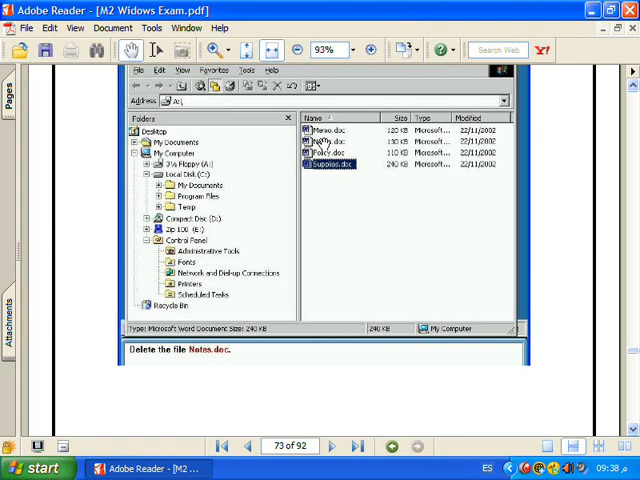 Adobe Reader - [M2 Widows Exam.pdf]
File Edit View Document Tools Window Help
93% Search Web
Pages
Attachments
File Edit View Favorites Tools Help
Search
Address A:\
Folders
Name Size Type Modified
Desktop
My Documents
My Computer
3½ Floppy (A:)
Local Disk (C:)
My Documents
Program Files
Temp
Compact Disc (D:)
Zip 100 (E:)
Control Panel
Administrative Tools
Fonts
Network and Dial-up Connections
Printers
Scheduled Tasks
Recycle Bin
Memo.doc 120 KB Microsoft... 22/11/2002
130 KB Microsoft... 22/11/2002
Policy.doc 110 KB Microsoft... 22/11/2002
Supplies.doc 240 KB Microsoft... 22/11/2002
Type: Microsoft Word Document Size: 240 KB 240 KB My Computer
Delete the file Notes.doc.
73 of 92
start Adobe Reader - [M2 ... ES 09:38 م